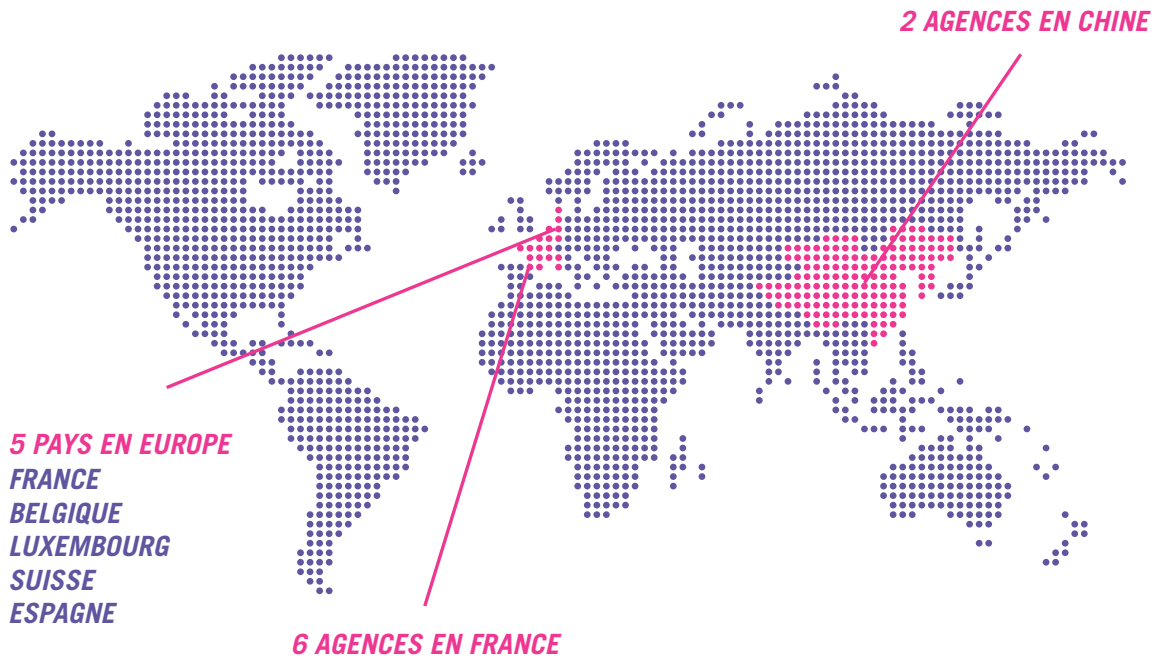 2 AGENCES EN CHINE
5 PAYS EN EUROPE
FRANCE
BELGIQUE
LUXEMBOURG
SUISSE
ESPAGNE
6 AGENCES EN FRANCE